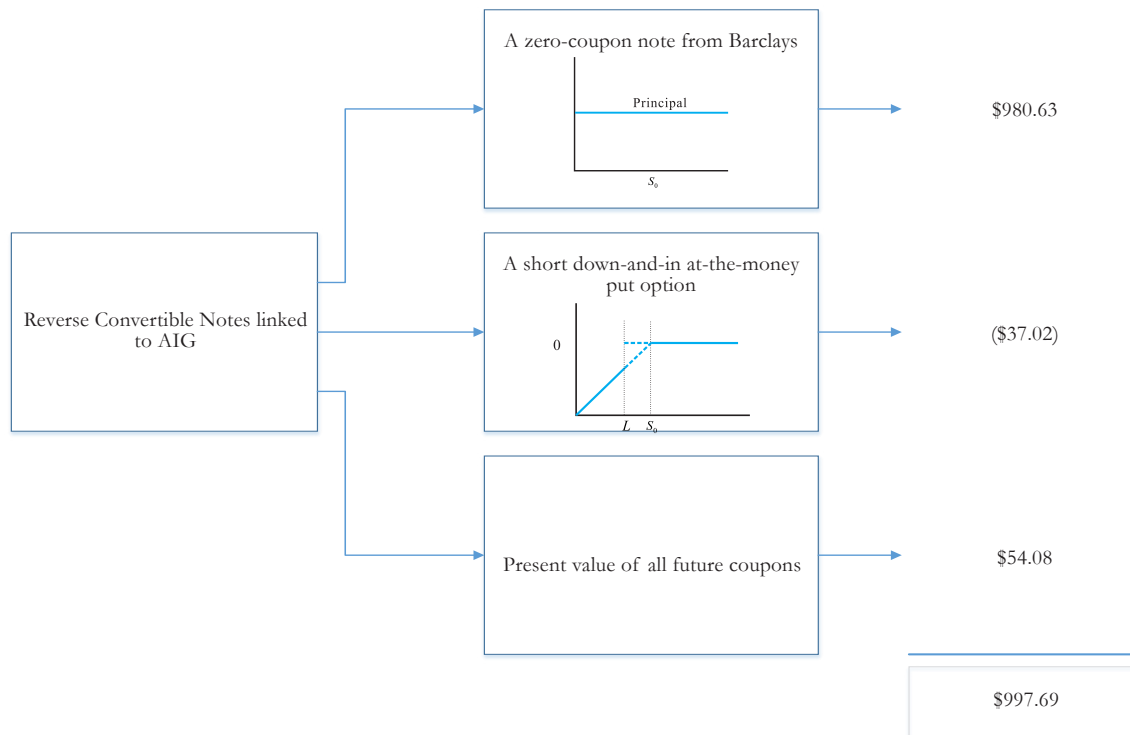 A zero-coupon note from Barclays
Principal
S₀
$980.63
Reverse Convertible Notes linked
to AIG
A short down-and-in at-the-money
put option
0
L S₀
($37.02)
Present value of all future coupons
$54.08
$997.69